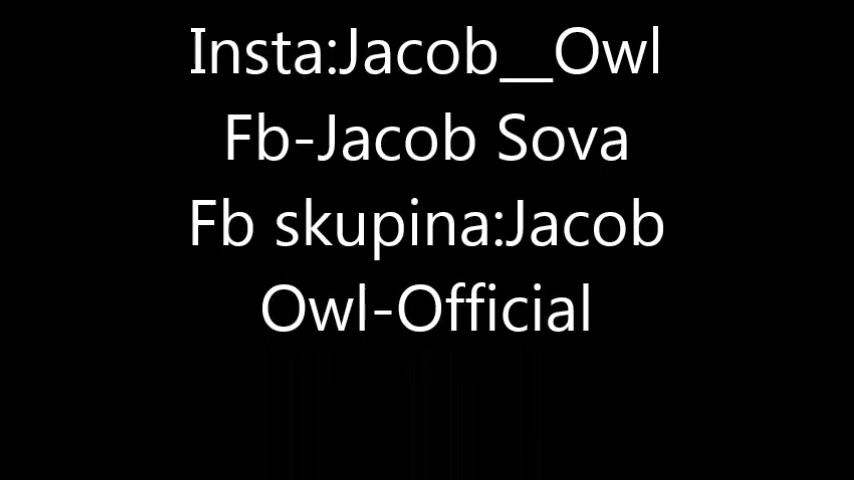 Insta:Jacob__Owl
Fb-Jacob Sova
Fb skupina:Jacob
Owl-Official